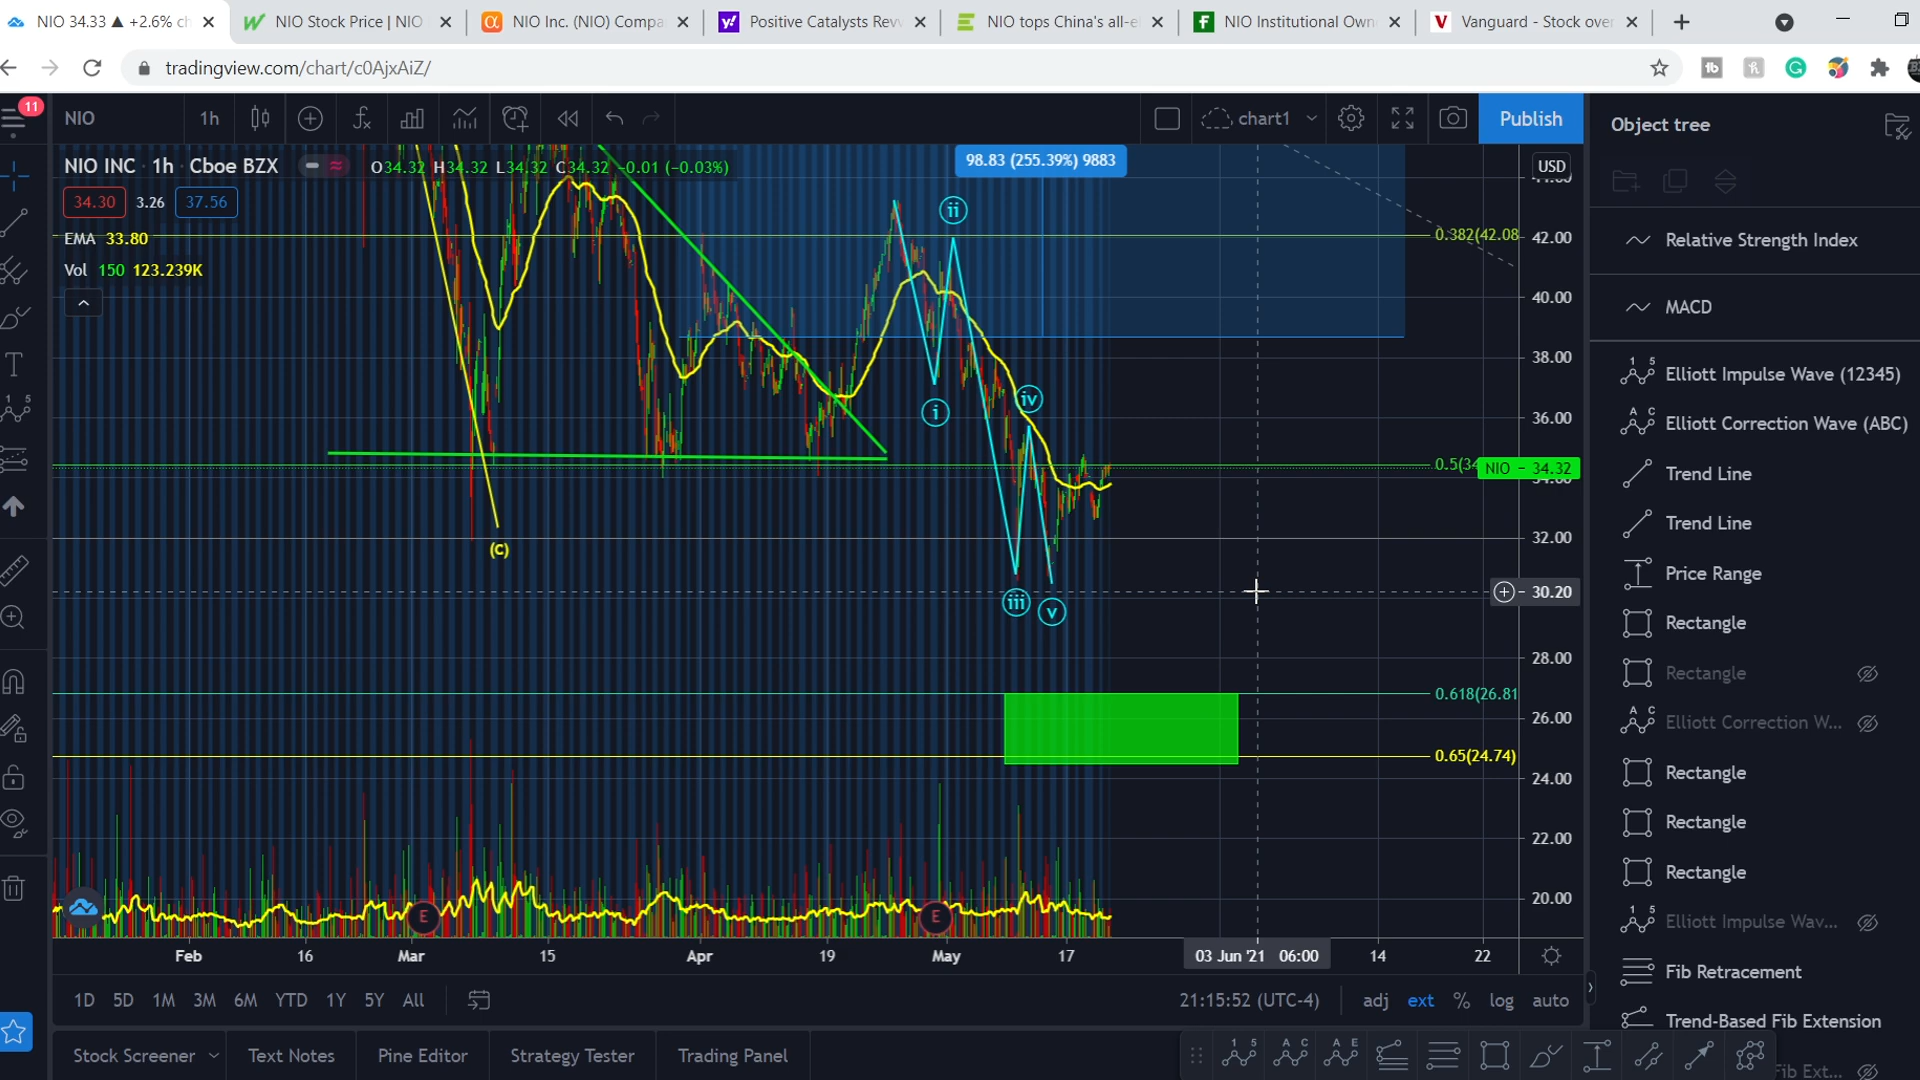 NIO 34.33 ▲ +2.6% ch
NIO Stock Price | NIO
NIO Inc. (NIO) Compa
Positive Catalysts Revv
NIO tops China's all-el
NIO Institutional Own
Vanguard - Stock over
tradingview.com/chart/c0AjxAiZ/
11
NIO
1h
chart1
Publish
Object tree
NIO INC · 1h · Cboe BZX
O34.32 H34.32 L34.32 C34.32 -0.01 (-0.03%)
98.83 (255.39%) 9883
USD
34.30
3.26
37.56
EMA 33.80
Vol 150 123.239K
Relative Strength Index
MACD
Elliott Impulse Wave (12345)
Elliott Correction Wave (ABC)
Trend Line
Trend Line
Price Range
Rectangle
Rectangle
Elliott Correction W...
Rectangle
Rectangle
Rectangle
Elliott Impulse Wav...
Fib Retracement
Trend-Based Fib Extension
ib Ext...
ii
i
iv
iii
v
(C)
0.382(42.08
0.5(34
NIO - 34.32
0.618(26.81
0.65(24.74)
42.00
40.00
38.00
36.00
34.00
32.00
30.20
28.00
26.00
24.00
22.00
20.00
E
E
Feb
16
Mar
15
Apr
19
May
17
03 Jun '21 06:00
14
22
1D 5D 1M 3M 6M YTD 1Y 5Y All
21:15:52 (UTC-4)
adj ext % log auto
Stock Screener
Text Notes
Pine Editor
Strategy Tester
Trading Panel